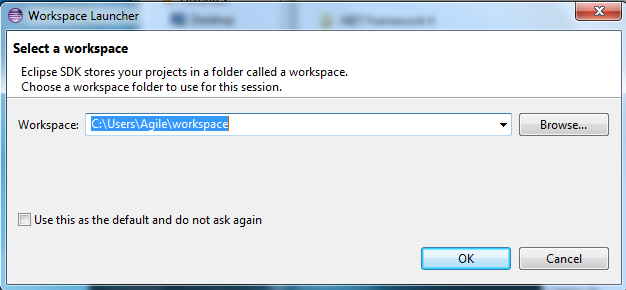 Workspace Launcher
Select a workspace
Eclipse SDK stores your projects in a folder called a workspace.
Choose a workspace folder to use for this session.
Workspace: C:\Users\Agile\workspace Browse...
Use this as the default and do not ask again
OK Cancel